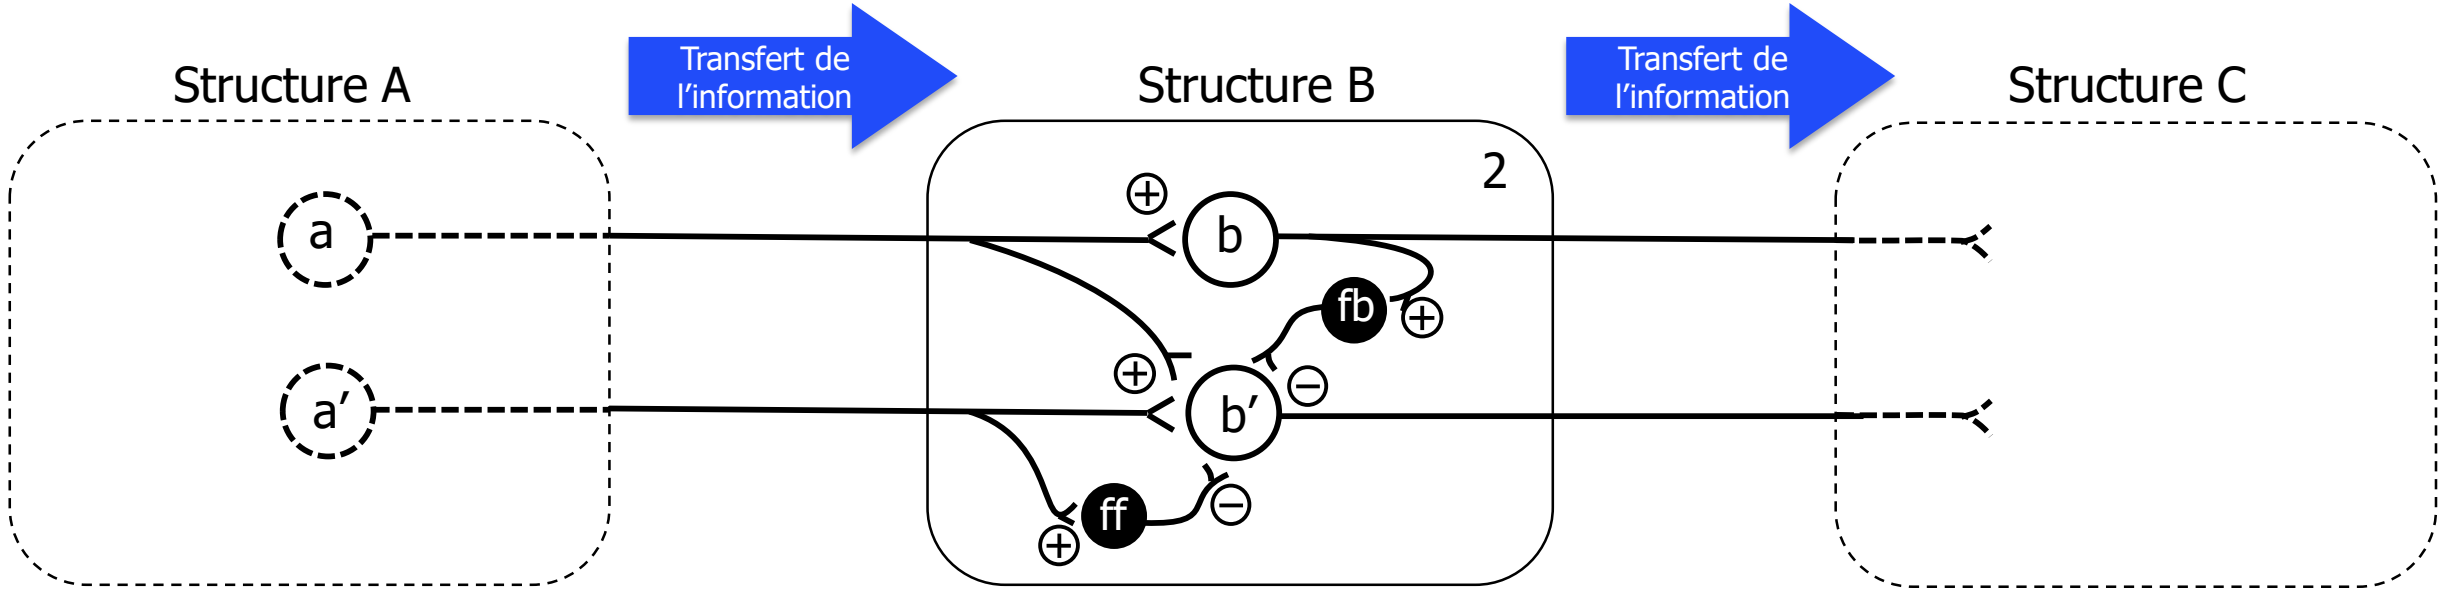 Structure A
Transfert de
l’information
Structure B
Transfert de
l’information
Structure C
2
a
+
b
fb
+
a’
+
b’
−
ff
−
+